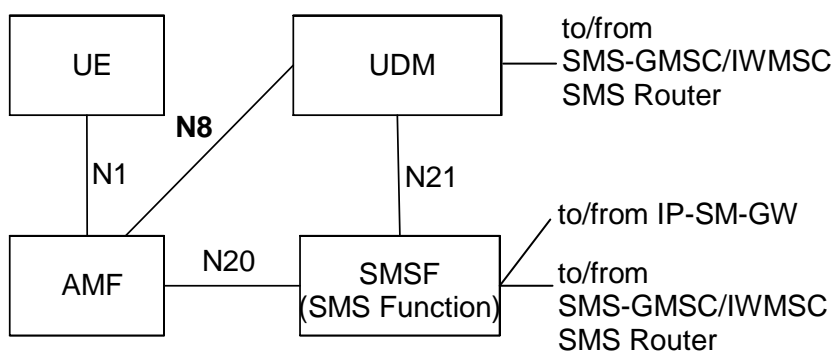 UE
UDM
to/from
SMS-GMSC/IWMSC
SMS Router
N8
N1
N21
AMF
N20
SMSF
(SMS Function)
to/from IP-SM-GW
to/from
SMS-GMSC/IWMSC
SMS Router